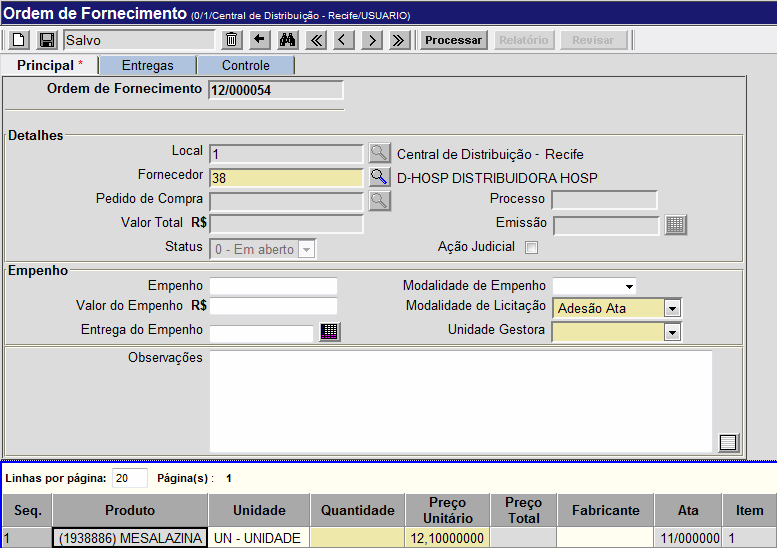 Ordem de Fornecimento (0/1/Central de Distribuição - Recife/USUARIO)
Salvo
Processar Relatório Revisar
Principal * Entregas Controle
Ordem de Fornecimento 12/000054
Detalhes
Local 1 Central de Distribuição - Recife
Fornecedor 38 D-HOSP DISTRIBUIDORA HOSP
Pedido de Compra Processo
Valor Total R$ Emissão
Status 0 - Em aberto Ação Judicial
Empenho
Empenho Modalidade de Empenho
Valor do Empenho R$ Modalidade de Licitação Adesão Ata
Entrega do Empenho Unidade Gestora
Observações
Linhas por página: 20 Página(s) : 1
Seq. Produto Unidade Quantidade Preço Unitário Preço Total Fabricante Ata Item
1 (1938886) MESALAZINA UN - UNIDADE 12,10000000 11/000000 1